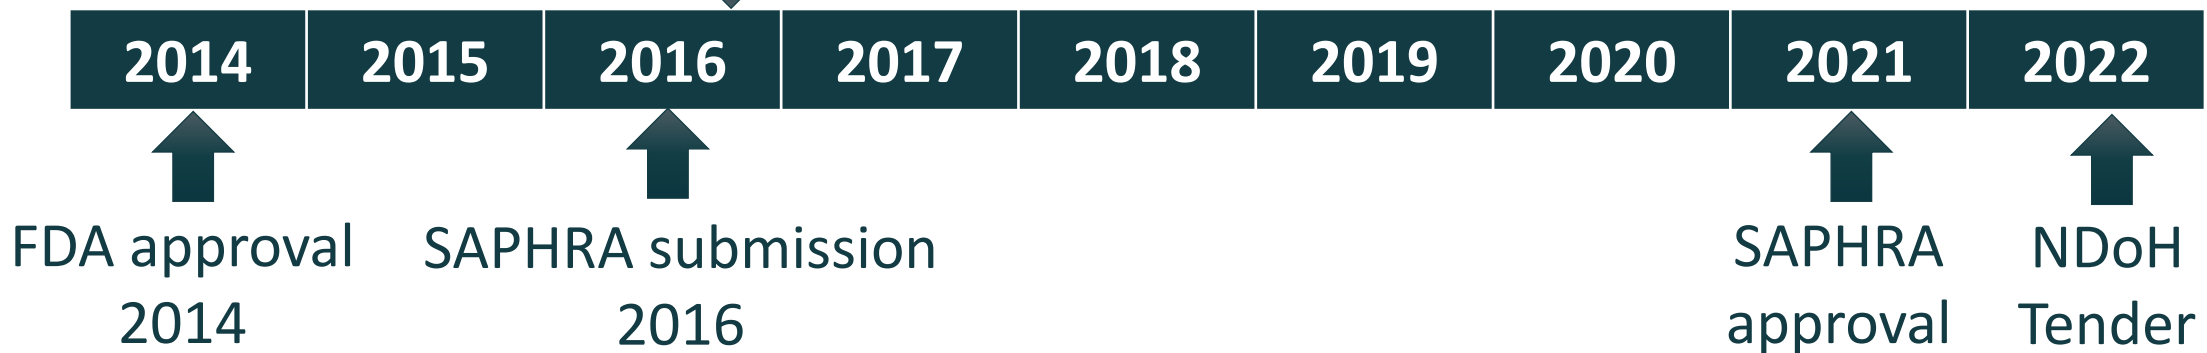 2014 2015 2016 2017 2018 2019 2020 2021 2022
FDA approval
2014
SAPHRA submission
2016
SAPHRA
approval
NDoH
Tender